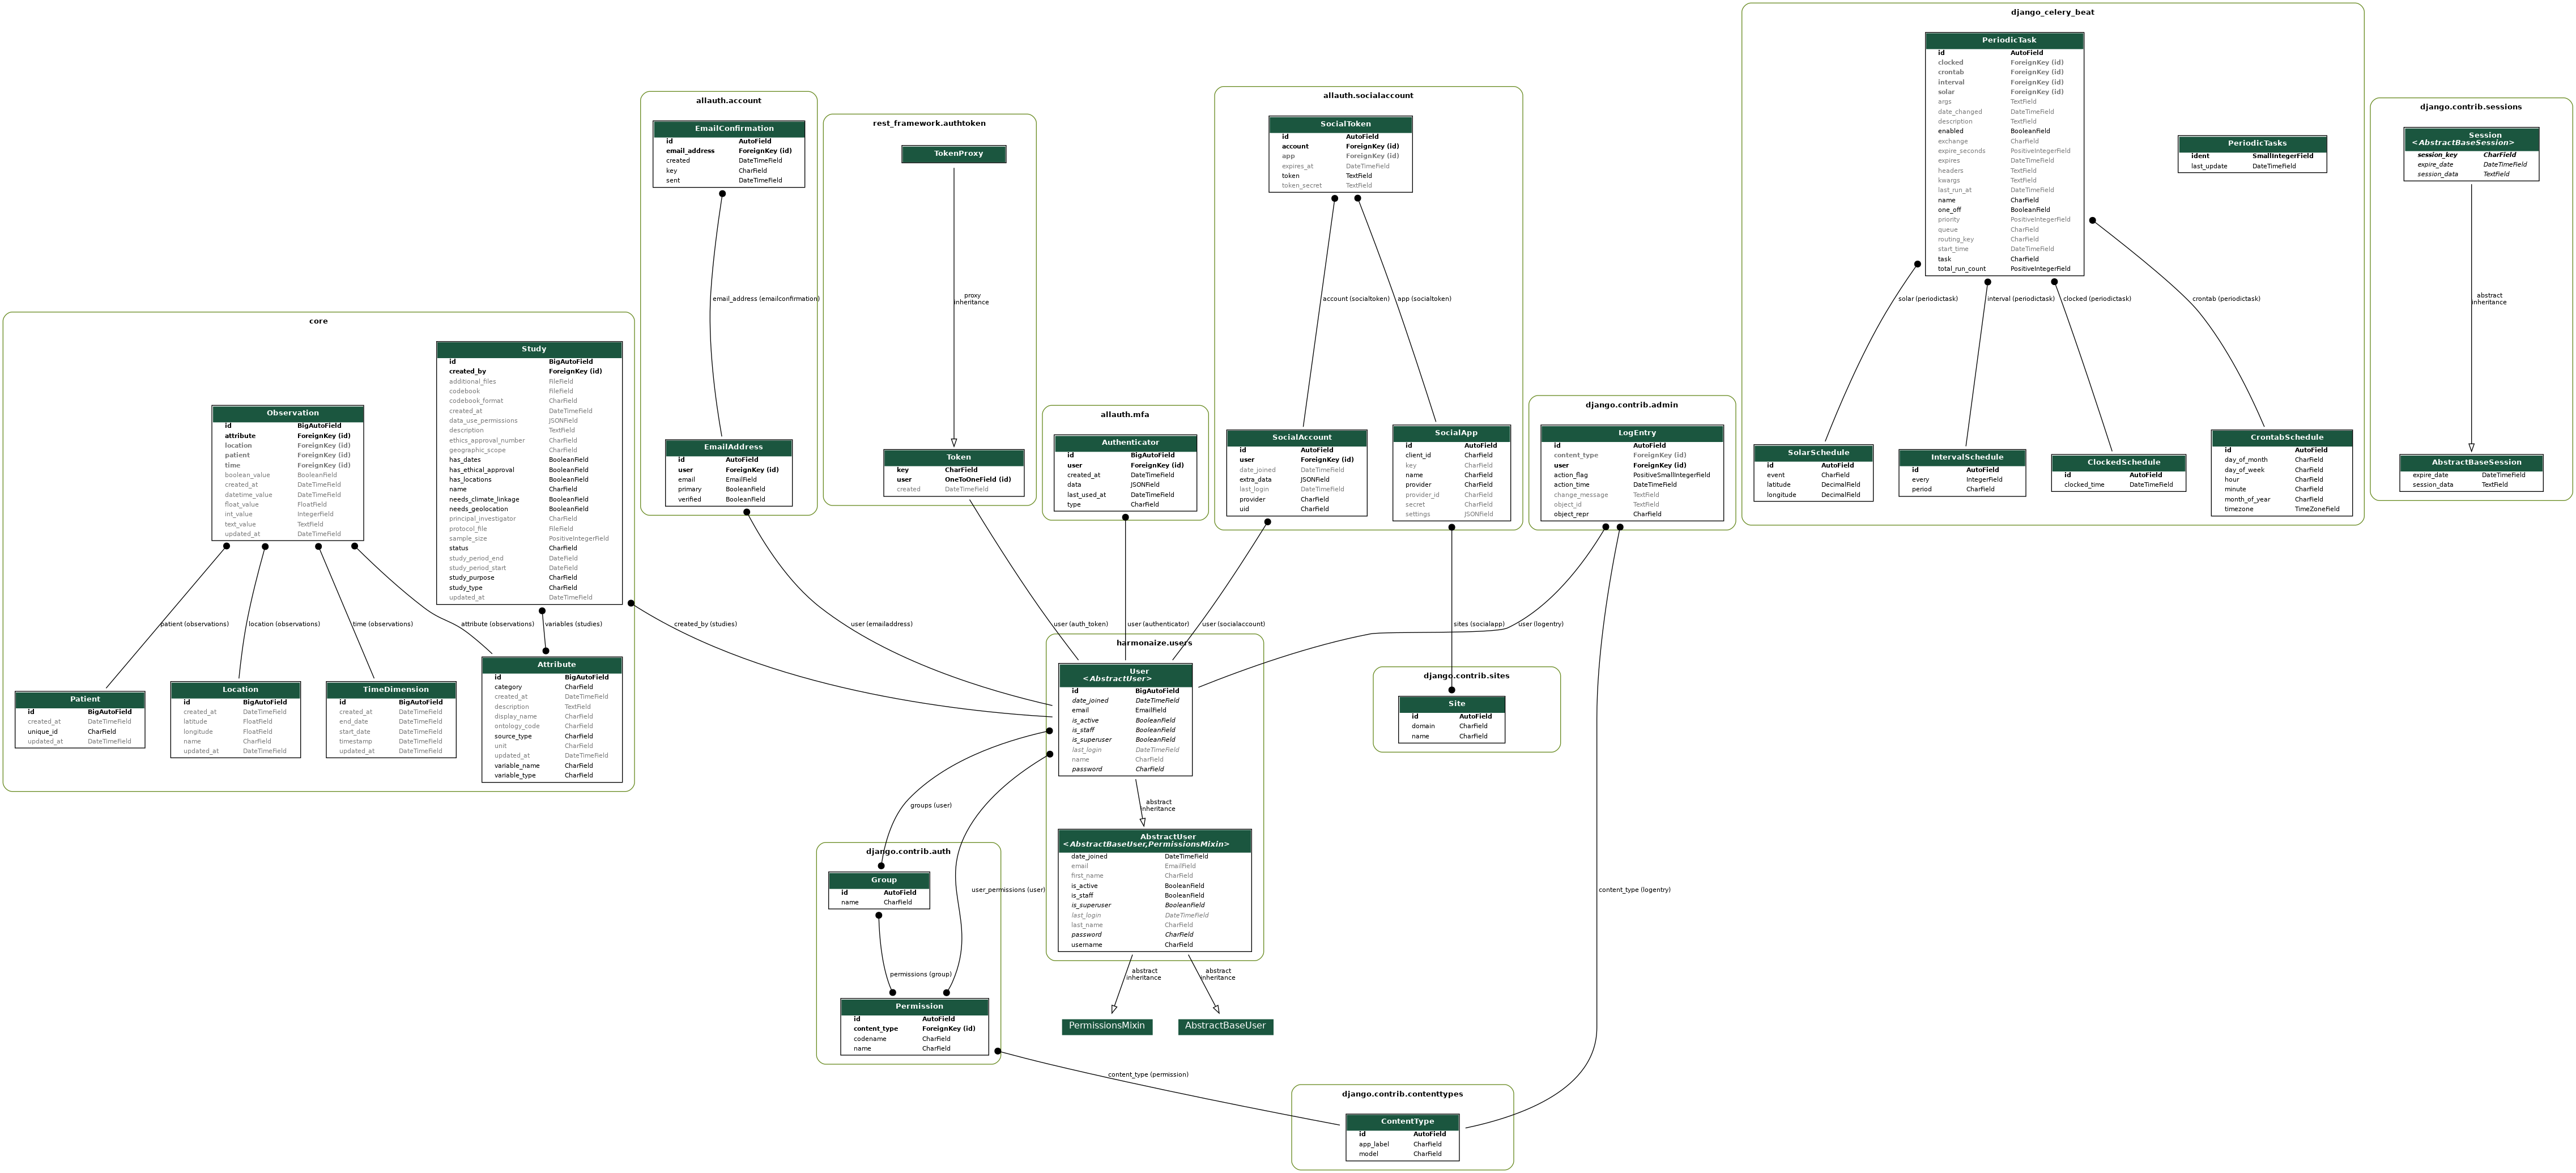 django_celery_beat
PeriodicTask
id AutoField
clocked ForeignKey (id)
crontab ForeignKey (id)
interval ForeignKey (id)
solar ForeignKey (id)
args TextField
date_changed DateTimeField
description TextField
enabled BooleanField
exchange CharField
expire_seconds PositiveIntegerField
expires DateTimeField
headers TextField
kwargs TextField
last_run_at DateTimeField
name CharField
one_off BooleanField
priority PositiveIntegerField
queue CharField
routing_key CharField
start_time DateTimeField
task CharField
total_run_count PositiveIntegerField
PeriodicTasks
ident SmallIntegerField
last_update DateTimeField
solar (periodictask)
interval (periodictask)
clocked (periodictask)
crontab (periodictask)
SolarSchedule
id AutoField
event CharField
latitude DecimalField
longitude DecimalField
IntervalSchedule
id AutoField
every IntegerField
period CharField
ClockedSchedule
id AutoField
clocked_time DateTimeField
CrontabSchedule
id AutoField
day_of_month CharField
day_of_week CharField
hour CharField
minute CharField
month_of_year CharField
timezone TimeZoneField
django.contrib.sessions
Session
<AbstractBaseSession>
session_key CharField
expire_date DateTimeField
session_data TextField
abstract
inheritance
AbstractBaseSession
expire_date DateTimeField
session_data TextField
allauth.account
EmailConfirmation
id AutoField
email_address ForeignKey (id)
created DateTimeField
key CharField
sent DateTimeField
email_address (emailconfirmation)
EmailAddress
id AutoField
user ForeignKey (id)
email EmailField
primary BooleanField
verified BooleanField
rest_framework.authtoken
TokenProxy
proxy
inheritance
Token
key CharField
user OneToOneField (id)
created DateTimeField
allauth.mfa
Authenticator
id BigAutoField
user ForeignKey (id)
created_at DateTimeField
data JSONField
last_used_at DateTimeField
type CharField
allauth.socialaccount
SocialToken
id AutoField
account ForeignKey (id)
app ForeignKey (id)
expires_at DateTimeField
token TextField
token_secret TextField
account (socialtoken)
app (socialtoken)
SocialAccount
id AutoField
user ForeignKey (id)
date_joined DateTimeField
extra_data JSONField
last_login DateTimeField
provider CharField
uid CharField
SocialApp
id AutoField
client_id CharField
key CharField
name CharField
provider CharField
provider_id CharField
secret CharField
settings JSONField
django.contrib.admin
LogEntry
id AutoField
content_type ForeignKey (id)
user ForeignKey (id)
action_flag PositiveSmallIntegerField
action_time DateTimeField
change_message TextField
object_id TextField
object_repr CharField
core
Study
id BigAutoField
created_by ForeignKey (id)
additional_files FileField
codebook FileField
codebook_format CharField
created_at DateTimeField
data_use_permissions JSONField
description TextField
ethics_approval_number CharField
geographic_scope CharField
has_dates BooleanField
has_ethical_approval BooleanField
has_locations BooleanField
name CharField
needs_climate_linkage BooleanField
needs_geolocation BooleanField
principal_investigator CharField
protocol_file FileField
sample_size PositiveIntegerField
status CharField
study_period_end DateField
study_period_start DateField
study_purpose CharField
study_type CharField
updated_at DateTimeField
Observation
id BigAutoField
attribute ForeignKey (id)
location ForeignKey (id)
patient ForeignKey (id)
time ForeignKey (id)
boolean_value BooleanField
created_at DateTimeField
datetime_value DateTimeField
float_value FloatField
int_value IntegerField
text_value TextField
updated_at DateTimeField
patient (observations)
location (observations)
time (observations)
attribute (observations)
variables (studies)
Patient
id BigAutoField
created_at DateTimeField
unique_id CharField
updated_at DateTimeField
Location
id BigAutoField
created_at DateTimeField
latitude FloatField
longitude FloatField
name CharField
updated_at DateTimeField
TimeDimension
id BigAutoField
created_at DateTimeField
end_date DateTimeField
start_date DateTimeField
timestamp DateTimeField
updated_at DateTimeField
Attribute
id BigAutoField
category CharField
created_at DateTimeField
description TextField
display_name CharField
ontology_code CharField
source_type CharField
unit CharField
updated_at DateTimeField
variable_name CharField
variable_type CharField
created_by (studies)
user (emailaddress)
user (auth_token)
user (authenticator)
user (socialaccount)
sites (socialapp)
user (logentry)
harmonaize.users
User
<AbstractUser>
id BigAutoField
date_joined DateTimeField
email EmailField
is_active BooleanField
is_staff BooleanField
is_superuser BooleanField
last_login DateTimeField
name CharField
password CharField
abstract
inheritance
AbstractUser
<AbstractBaseUser,PermissionsMixin>
date_joined DateTimeField
email EmailField
first_name CharField
is_active BooleanField
is_staff BooleanField
is_superuser BooleanField
last_login DateTimeField
last_name CharField
password CharField
username CharField
abstract
inheritance
abstract
inheritance
PermissionsMixin
AbstractBaseUser
django.contrib.sites
Site
id AutoField
domain CharField
name CharField
groups (user)
user_permissions (user)
django.contrib.auth
Group
id AutoField
name CharField
permissions (group)
Permission
id AutoField
content_type ForeignKey (id)
codename CharField
name CharField
content_type (logentry)
content_type (permission)
django.contrib.contenttypes
ContentType
id AutoField
app_label CharField
model CharField